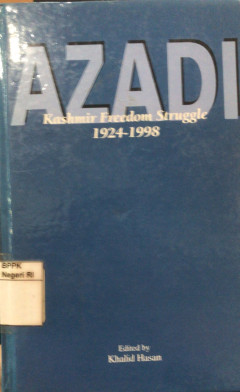 AZADI
Kashmir Freedom Struggle
1924-1998
BPPK
Negeri RI
Edited by
Khalid Hasan